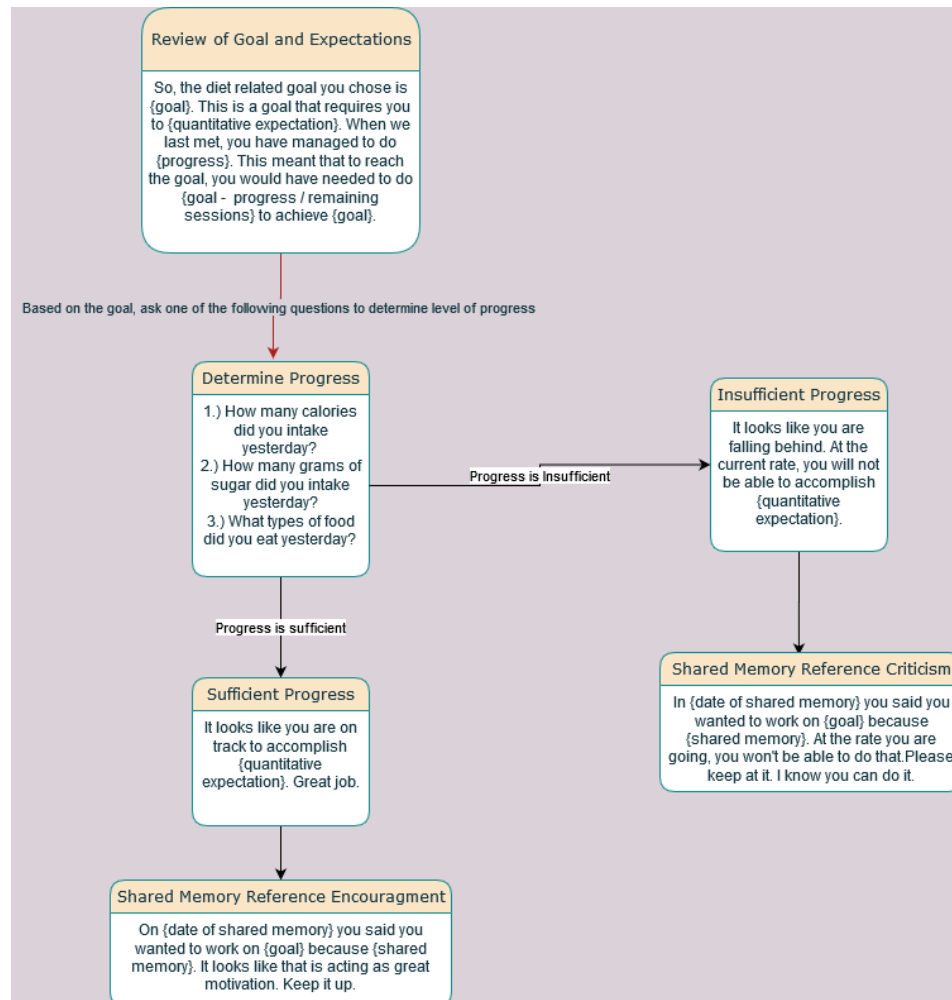 Review of Goal and Expectations
So, the diet related goal you chose is
{goal}. This is a goal that requires you
to {quantitative expectation}. When we
last met, you have managed to do
{progress}. This meant that to reach
the goal, you would have needed to do
{goal -  progress / remaining
sessions} to achieve {goal}.
Based on the goal, ask one of the following questions to determine level of progress
Determine Progress
1.) How many calories
did you intake
yesterday?
2.) How many grams of
sugar did you intake
yesterday?
3.) What types of food
did you eat yesterday?
Progress is Insufficient
Insufficient Progress
It looks like you are
falling behind. At the
current rate, you will not
be able to accomplish
{quantitative
expectation}.
Progress is sufficient
Shared Memory Reference Criticism
In {date of shared memory} you said you
wanted to work on {goal} because
{shared memory}. At the rate you are
going, you won't be able to do that.Please
keep at it. I know you can do it.
Sufficient Progress
It looks like you are on
track to accomplish
{quantitative
expectation}. Great job.
Shared Memory Reference Encouragment
On {date of shared memory} you said you
wanted to work on {goal} because {shared
memory}. It looks like that is acting as great
motivation. Keep it up.